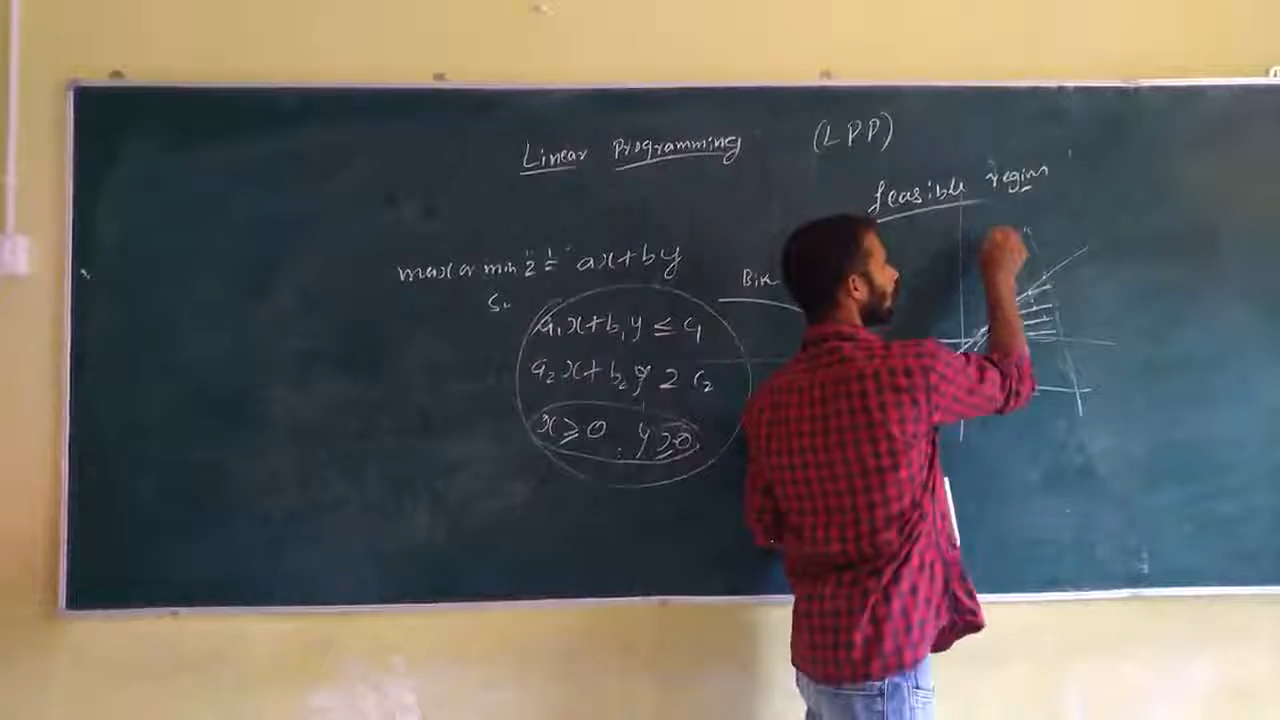 Linear Programming (LPP)
feasible region
max or min Z = ax+by
a₁x+b₁y ≤ c₁
a₂x+b₂y ≥ c₂
x≥0, y≥0